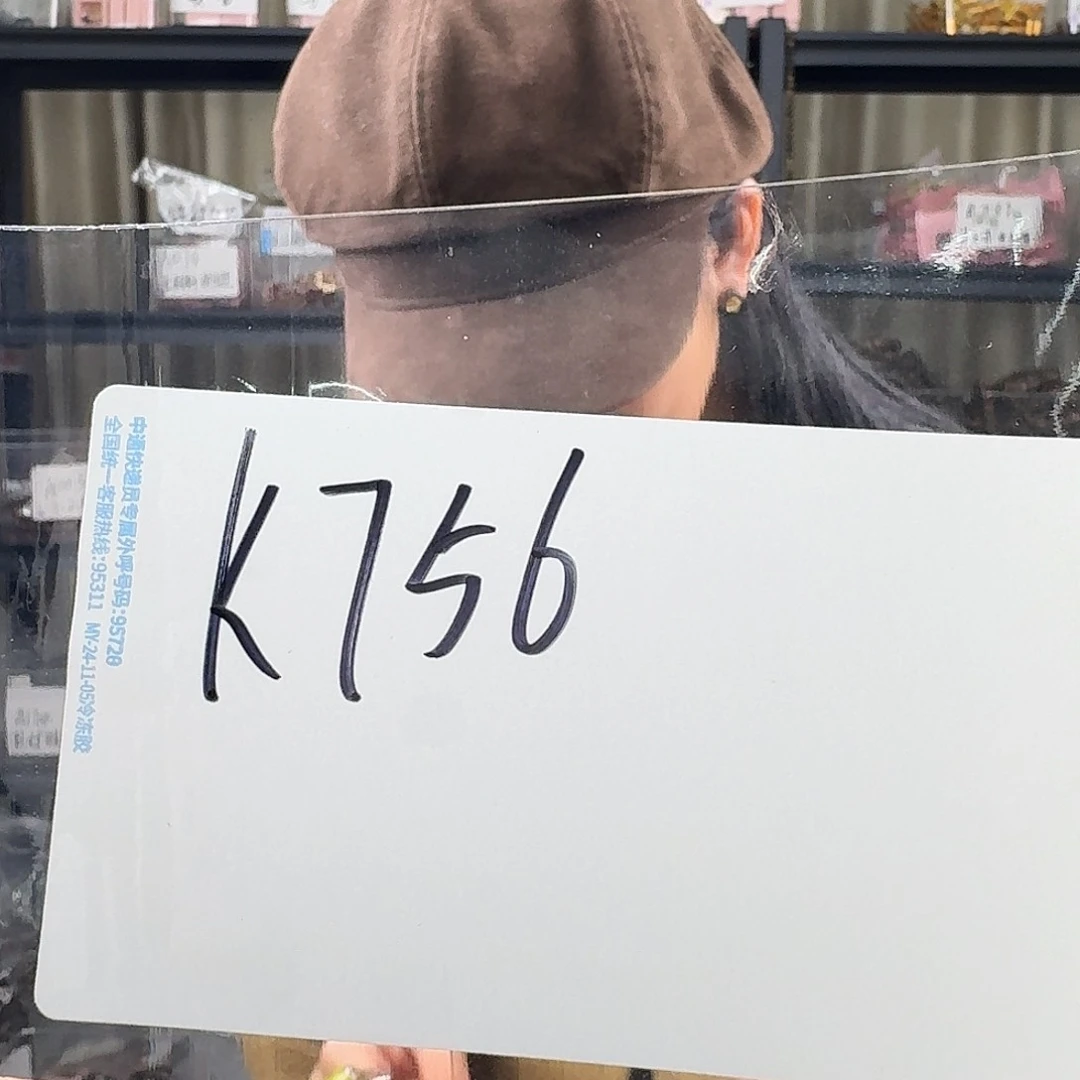 K756
中通快递员专属外呼号码:95720
全国统一客服热线:95311 MY-24-11-05冷冻胶